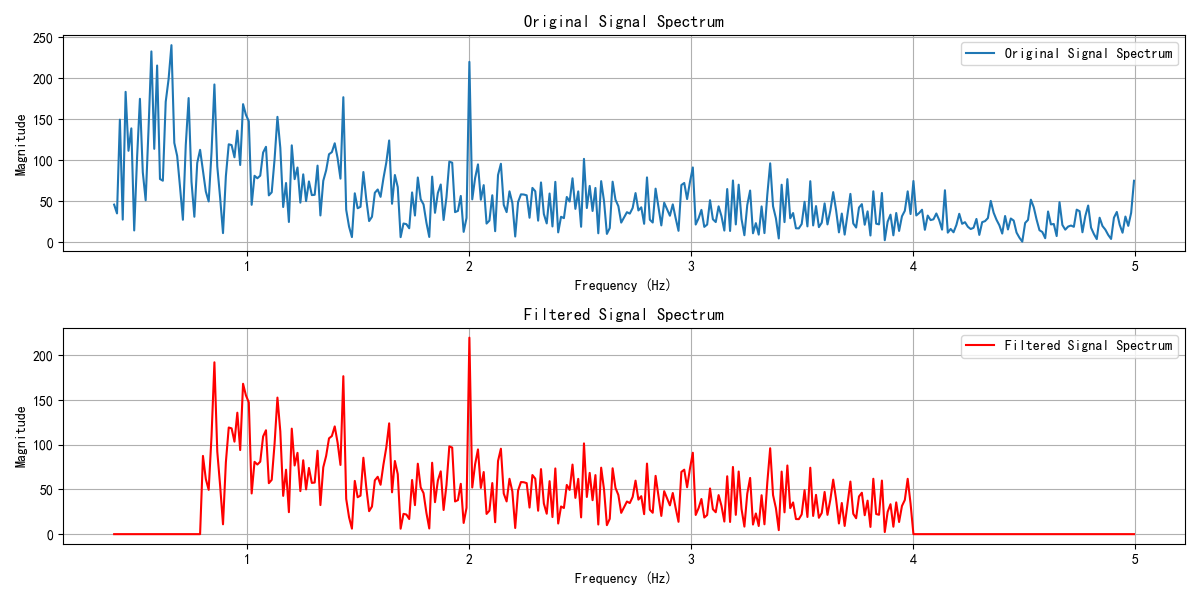 Original Signal Spectrum
250
200
150
100
50
0
Magnitude
Original Signal Spectrum
1
2
3
4
5
Frequency (Hz)
Filtered Signal Spectrum
200
150
100
50
0
Magnitude
Filtered Signal Spectrum
1
2
3
4
5
Frequency (Hz)